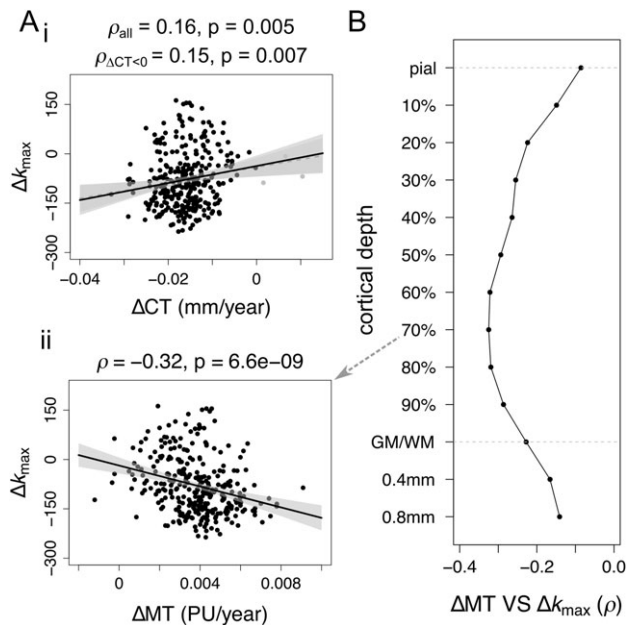 A
i
ρall = 0.16, p = 0.005
ρΔCT<0 = 0.15, p = 0.007
Δkmax
150
0
−150
−300
−0.04 −0.02 0
ΔCT (mm/year)
ii
ρ = −0.32, p = 6.6e−09
Δkmax
150
0
−150
−300
0 0.004 0.008
ΔMT (PU/year)
B
cortical depth
pial
10%
20%
30%
40%
50%
60%
70%
80%
90%
GM/WM
0.4mm
0.8mm
−0.4 −0.2 0.0
ΔMT VS Δkmax (ρ)